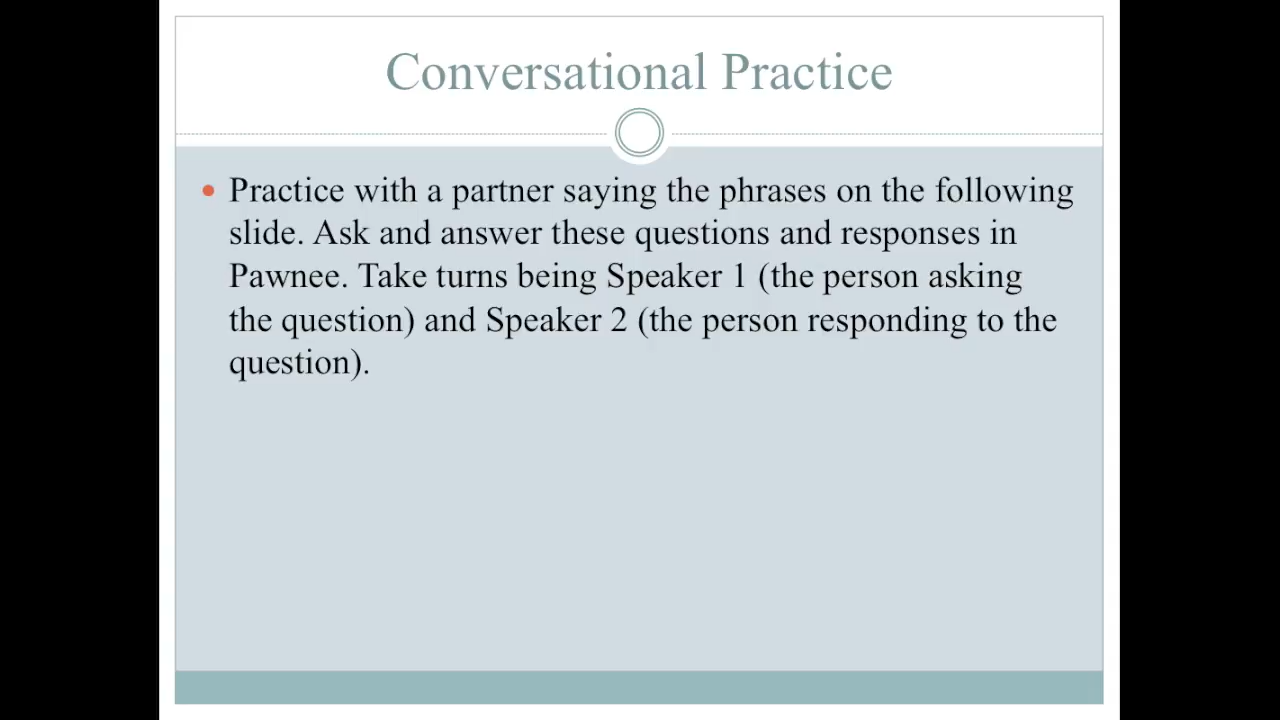 Conversational Practice
Practice with a partner saying the phrases on the following
slide. Ask and answer these questions and responses in
Pawnee. Take turns being Speaker 1 (the person asking
the question) and Speaker 2 (the person responding to the
question).